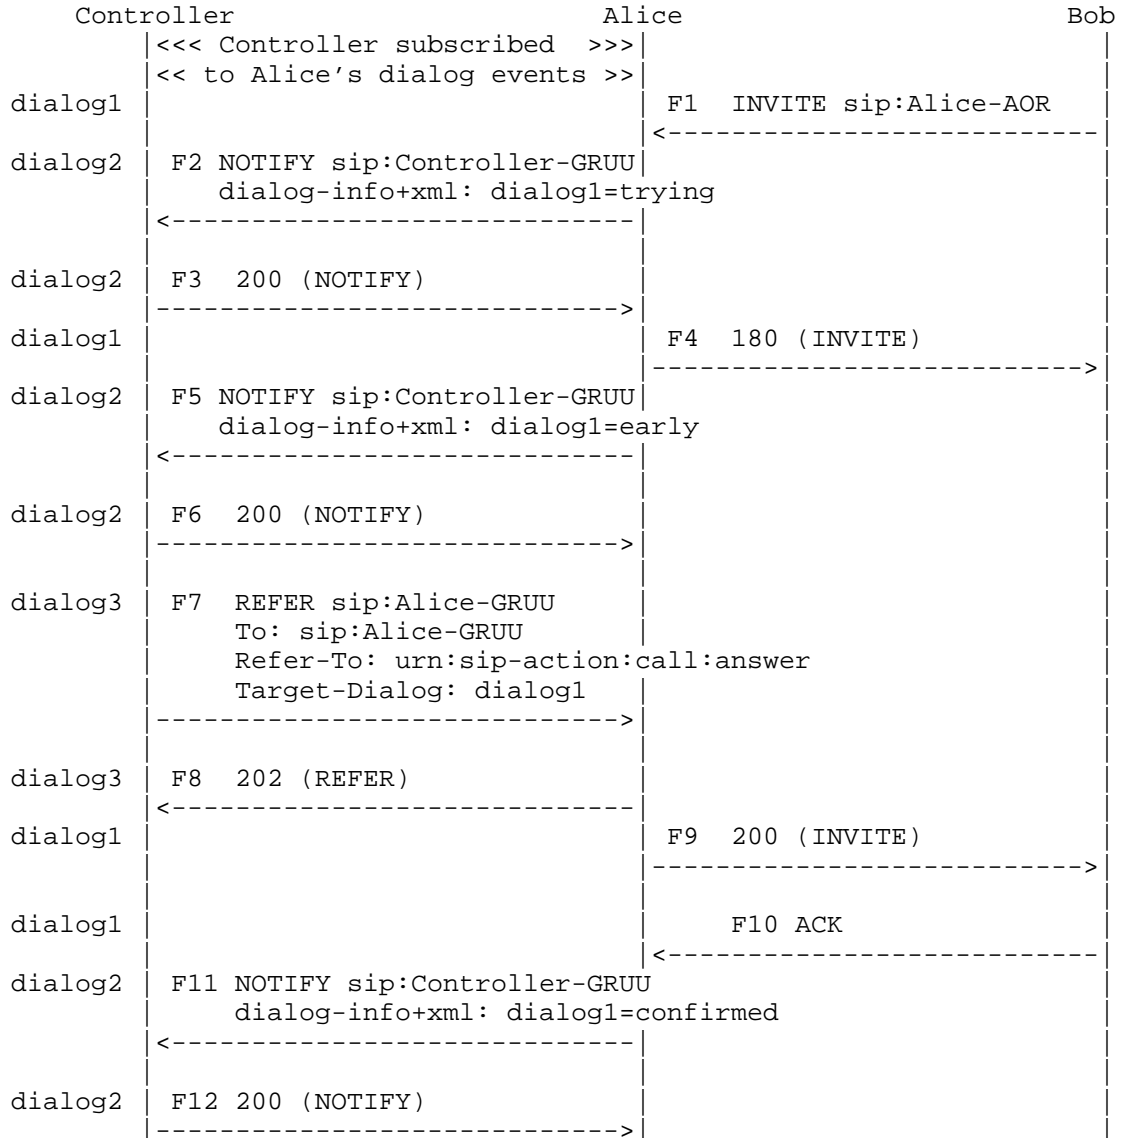 Controller Alice Bob
<<< Controller subscribed >>>
<< to Alice’s dialog events >>
dialog1 F1 INVITE sip:Alice-AOR
<---------------------------
dialog2 F2 NOTIFY sip:Controller-GRUU
dialog-info+xml: dialog1=trying
<-----------------------------
dialog2 F3 200 (NOTIFY)
----------------------------->
dialog1 F4 180 (INVITE)
--------------------------->
dialog2 F5 NOTIFY sip:Controller-GRUU
dialog-info+xml: dialog1=early
<-----------------------------
dialog2 F6 200 (NOTIFY)
----------------------------->
dialog3 F7 REFER sip:Alice-GRUU
To: sip:Alice-GRUU
Refer-To: urn:sip-action:call:answer
Target-Dialog: dialog1
----------------------------->
dialog3 F8 202 (REFER)
<-----------------------------
dialog1 F9 200 (INVITE)
--------------------------->
dialog1 F10 ACK
<---------------------------
dialog2 F11 NOTIFY sip:Controller-GRUU
dialog-info+xml: dialog1=confirmed
<-----------------------------
dialog2 F12 200 (NOTIFY)
----------------------------->